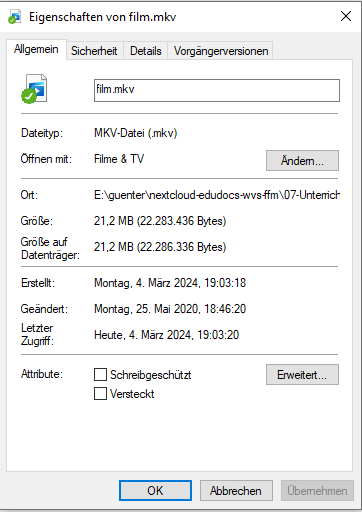 Eigenschaften von film.mkv
Allgemein Sicherheit Details Vorgängerversionen
film.mkv
Dateityp: MKV-Datei (.mkv)
Öffnen mit: Filme & TV Ändern...
Ort: E:\guenter\nextcloud-edudocs-wvs-ffm\07-Unterrich
Größe: 21,2 MB (22.283.436 Bytes)
Größe auf
Datenträger: 21,2 MB (22.286.336 Bytes)
Erstellt: Montag, 4. März 2024, 19:03:18
Geändert: Montag, 25. Mai 2020, 18:46:20
Letzter
Zugriff: Heute, 4. März 2024, 19:03:20
Attribute: Schreibgeschützt Erweitert...
Versteckt
OK Abbrechen Übernehmen